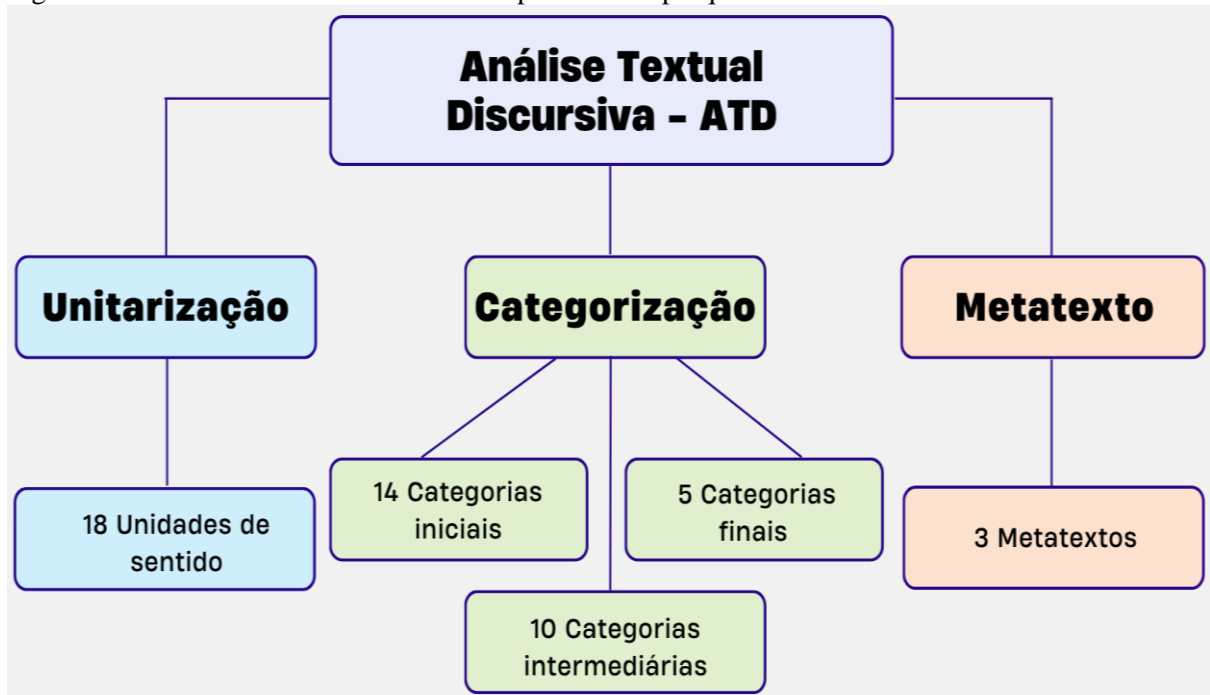 Análise Textual
Discursiva - ATD
Unitarização
Categorização
Metatexto
18 Unidades de
sentido
14 Categorias
iniciais
5 Categorias
finais
3 Metatextos
10 Categorias
intermediárias